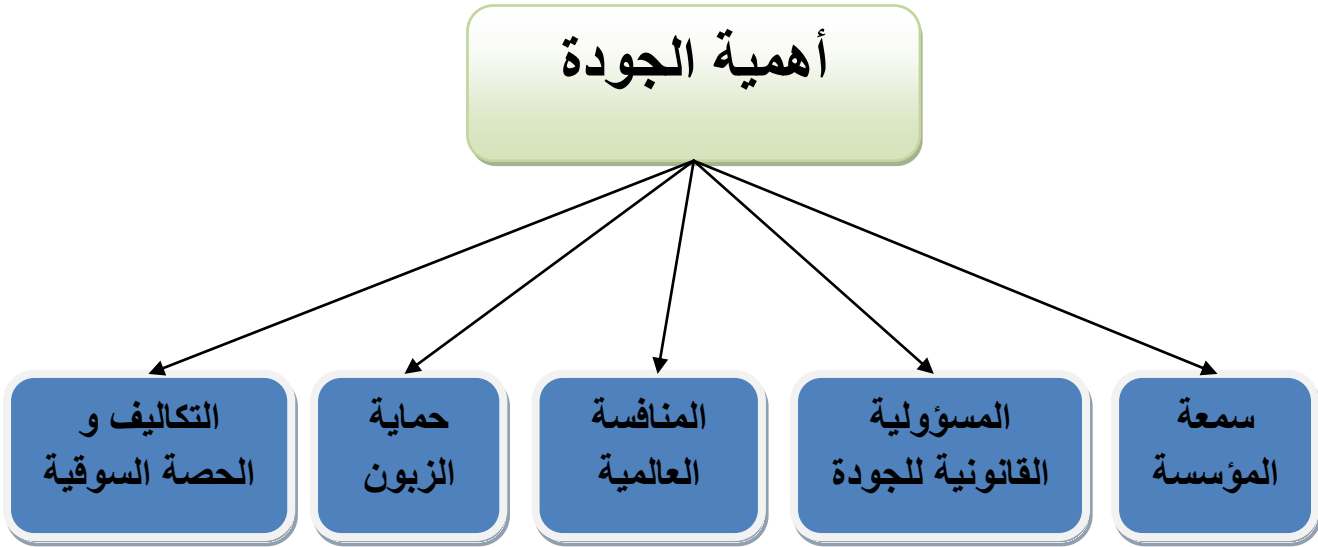 أهمية الجودة
سمعة
المؤسسة
المسؤولية
القانونية للجودة
المنافسة
العالمية
حماية
الزبون
التكاليف و
الحصة السوقية